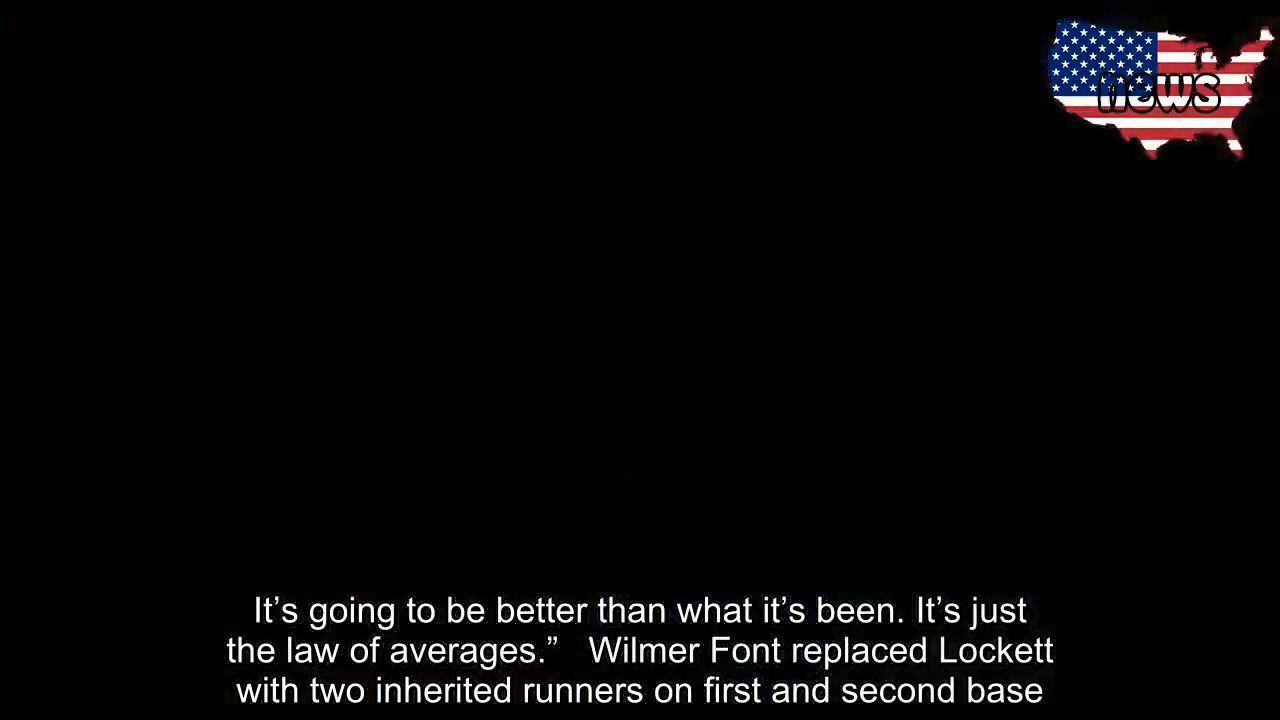 news
It’s going to be better than what it’s been. It’s just
the law of averages.”   Wilmer Font replaced Lockett
with two inherited runners on first and second base